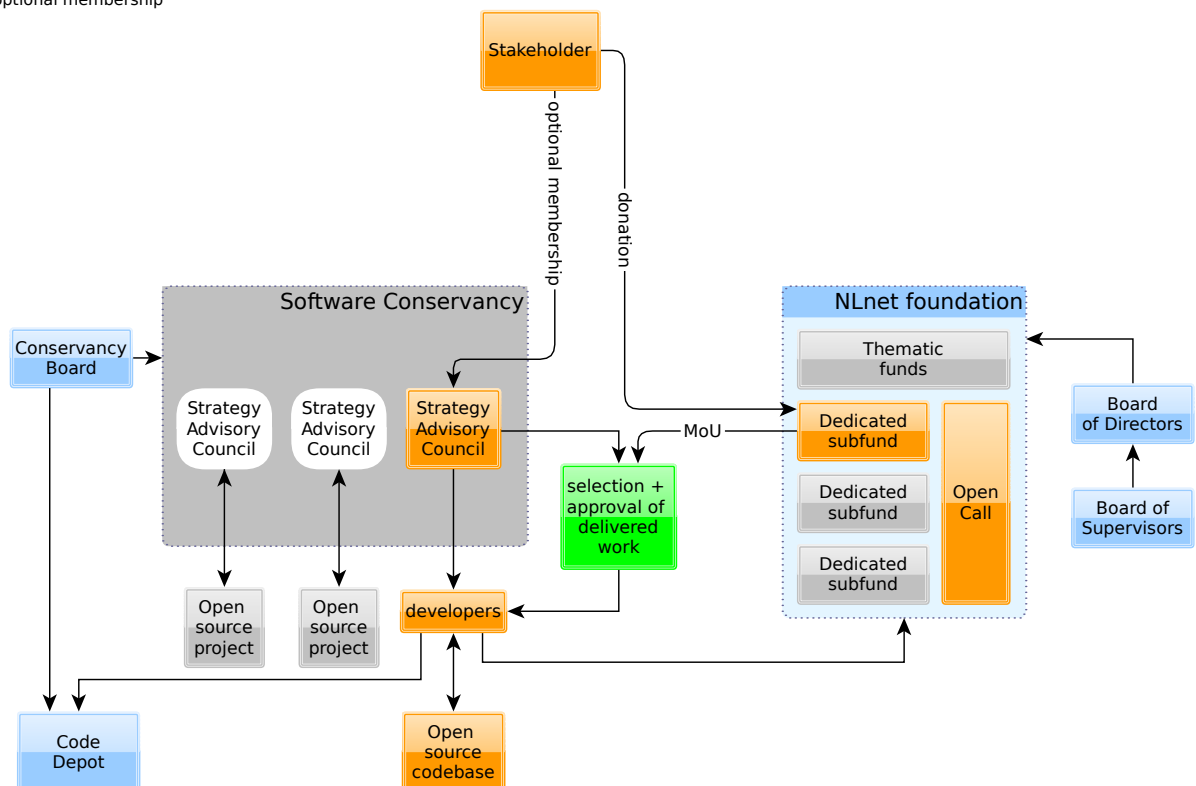 optional membership
Stakeholder
optional membership
donation
Software Conservancy
NLnet foundation
Conservancy
Board
Thematic
funds
Strategy
Advisory
Council
Strategy
Advisory
Council
Strategy
Advisory
Council
MoU
Dedicated
subfund
Open
Call
Board
of Directors
selection +
approval of
delivered
work
Dedicated
subfund
Board of
Supervisors
Dedicated
subfund
Open
source
project
Open
source
project
developers
Code
Depot
Open
source
codebase